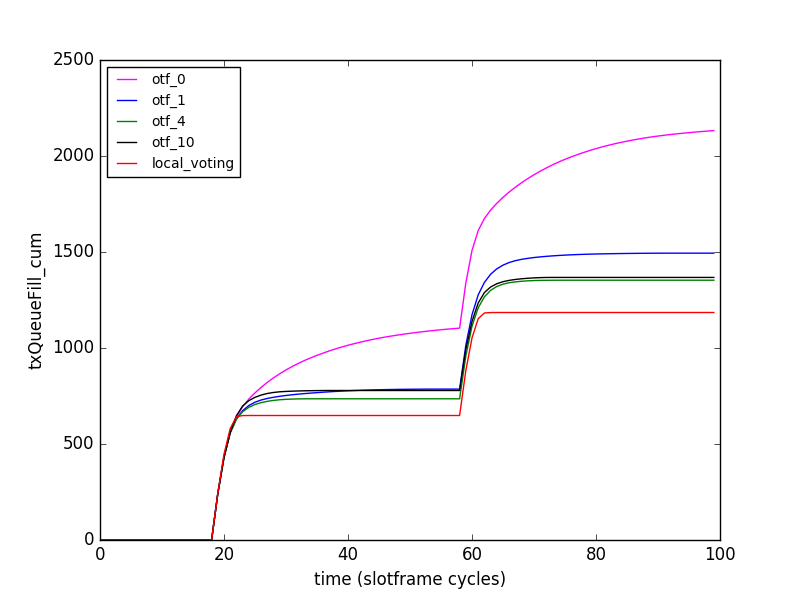 2500
2000
1500
1000
500
0
txQueueFill_cum
otf_0
otf_1
otf_4
otf_10
local_voting
0 20 40 60 80 100
time (slotframe cycles)